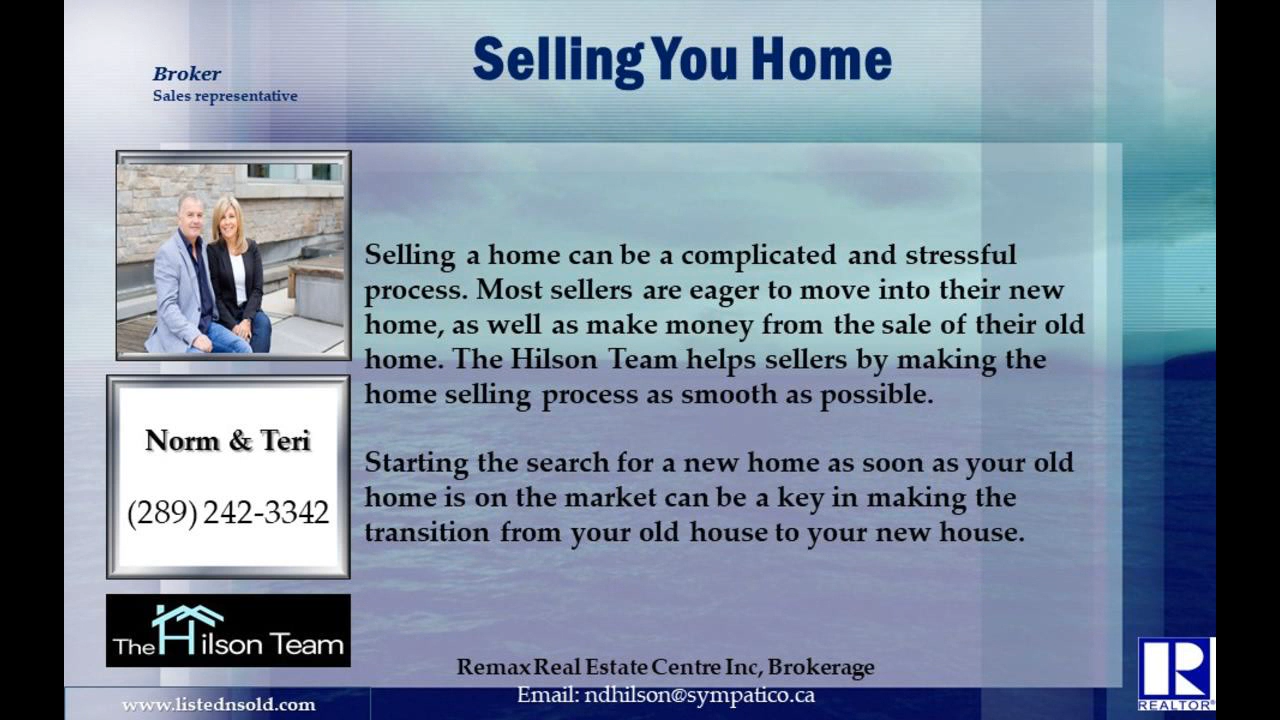 Selling You Home
Broker
Sales representative
Selling a home can be a complicated and stressful
process. Most sellers are eager to move into their new
home, as well as make money from the sale of their old
home. The Hilson Team helps sellers by making the
home selling process as smooth as possible.
Starting the search for a new home as soon as your old
home is on the market can be a key in making the
transition from your old house to your new house.
Norm & Teri
(289) 242-3342
The Hilson Team
Remax Real Estate Centre Inc, Brokerage
Email: ndhilson@sympatico.ca
www.listednsold.com
R
REALTOR®